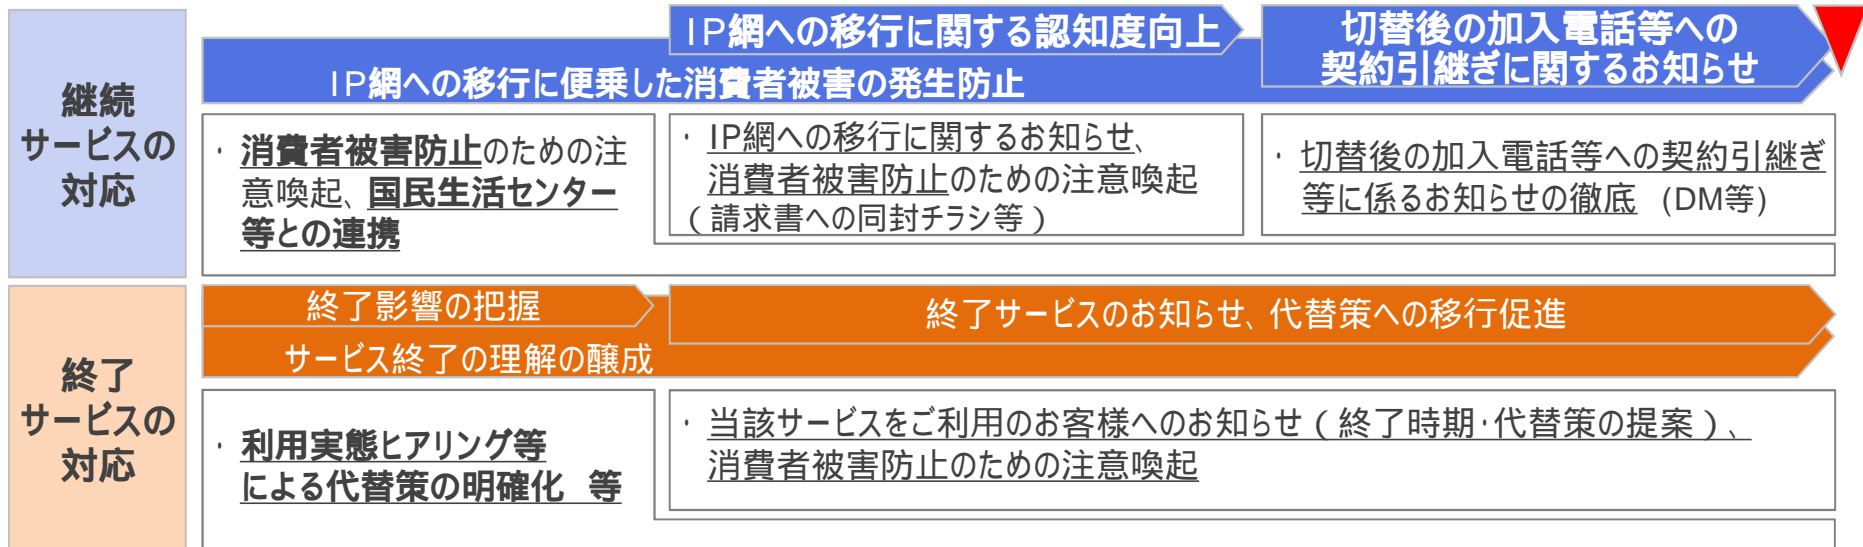 継続
サービスの
対応
IP網への移行に関する認知度向上
切替後の加入電話等への
契約引継ぎに関するお知らせ
IP網への移行に便乗した消費者被害の発生防止
・消費者被害防止のための注
意喚起、国民生活センター
等との連携
・IP網への移行に関するお知らせ、
消費者被害防止のための注意喚起
(請求書への同封チラシ等)
・切替後の加入電話等への契約引継ぎ
等に係るお知らせの徹底 (DM等)
終了
サービスの
対応
終了影響の把握
サービス終了の理解の醸成
終了サービスのお知らせ、代替策への移行促進
・利用実態ヒアリング等
による代替策の明確化 等
・当該サービスをご利用のお客様へのお知らせ(終了時期・代替策の提案)、
消費者被害防止のための注意喚起